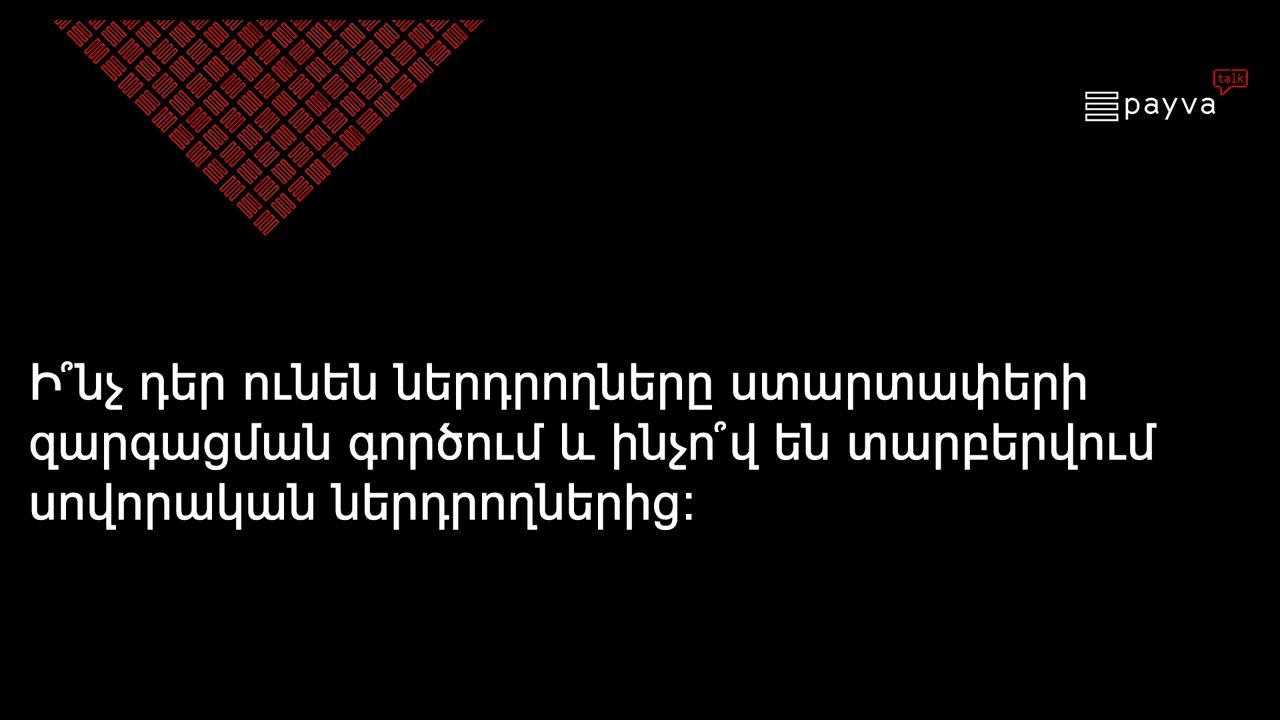 talk
payva
Ի՞նչ դեր ունեն ներդրողները ստարտափերի
զարգացման գործում և ինչո՞վ են տարբերվում
սովորական ներդրողներից: